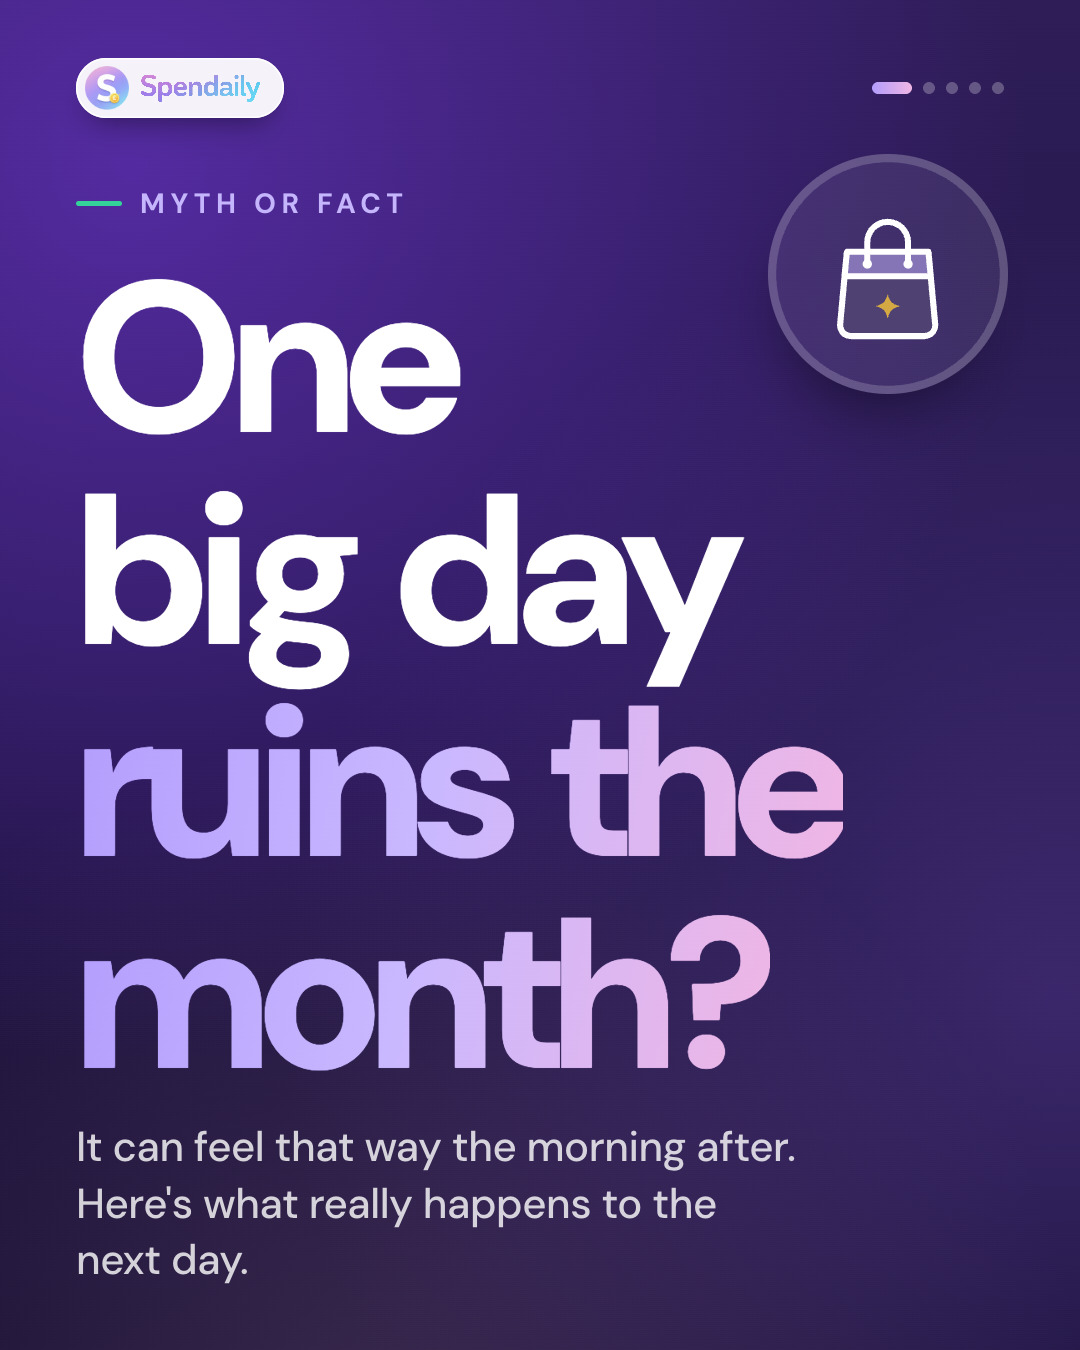 Spendaily
MYTH OR FACT
One
big day
ruins the
month?
It can feel that way the morning after.
Here's what really happens to the
next day.